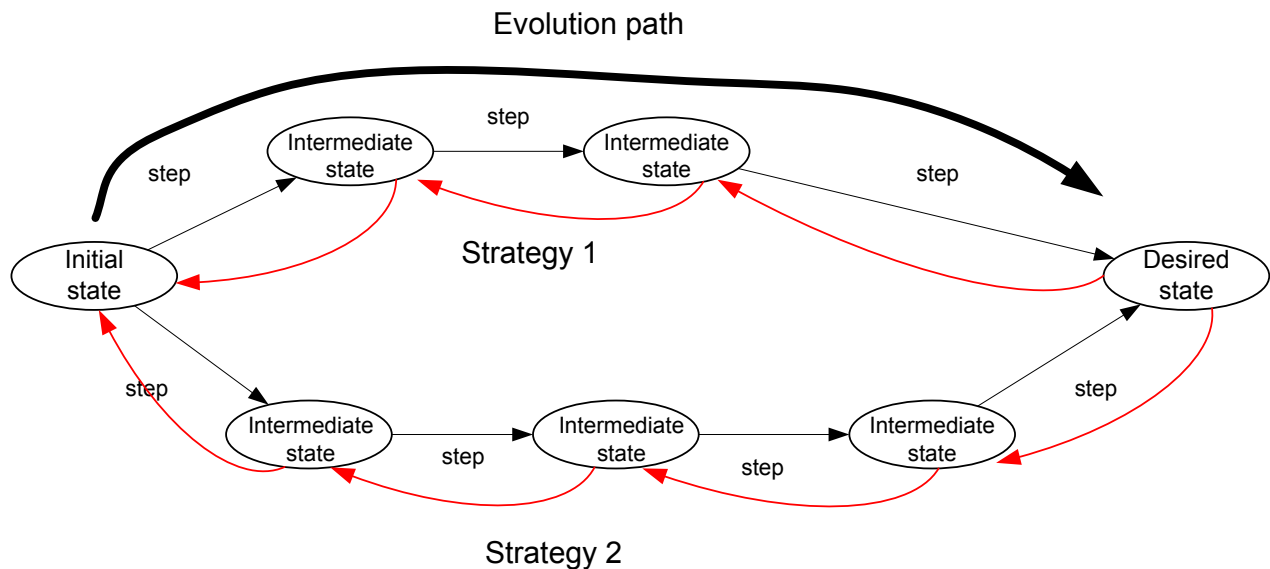 Evolution path
step
Intermediate
state
step
Intermediate
state
step
Strategy 1
Initial
state
Desired
state
step
Intermediate
state
step
Intermediate
state
step
Intermediate
state
step
Strategy 2